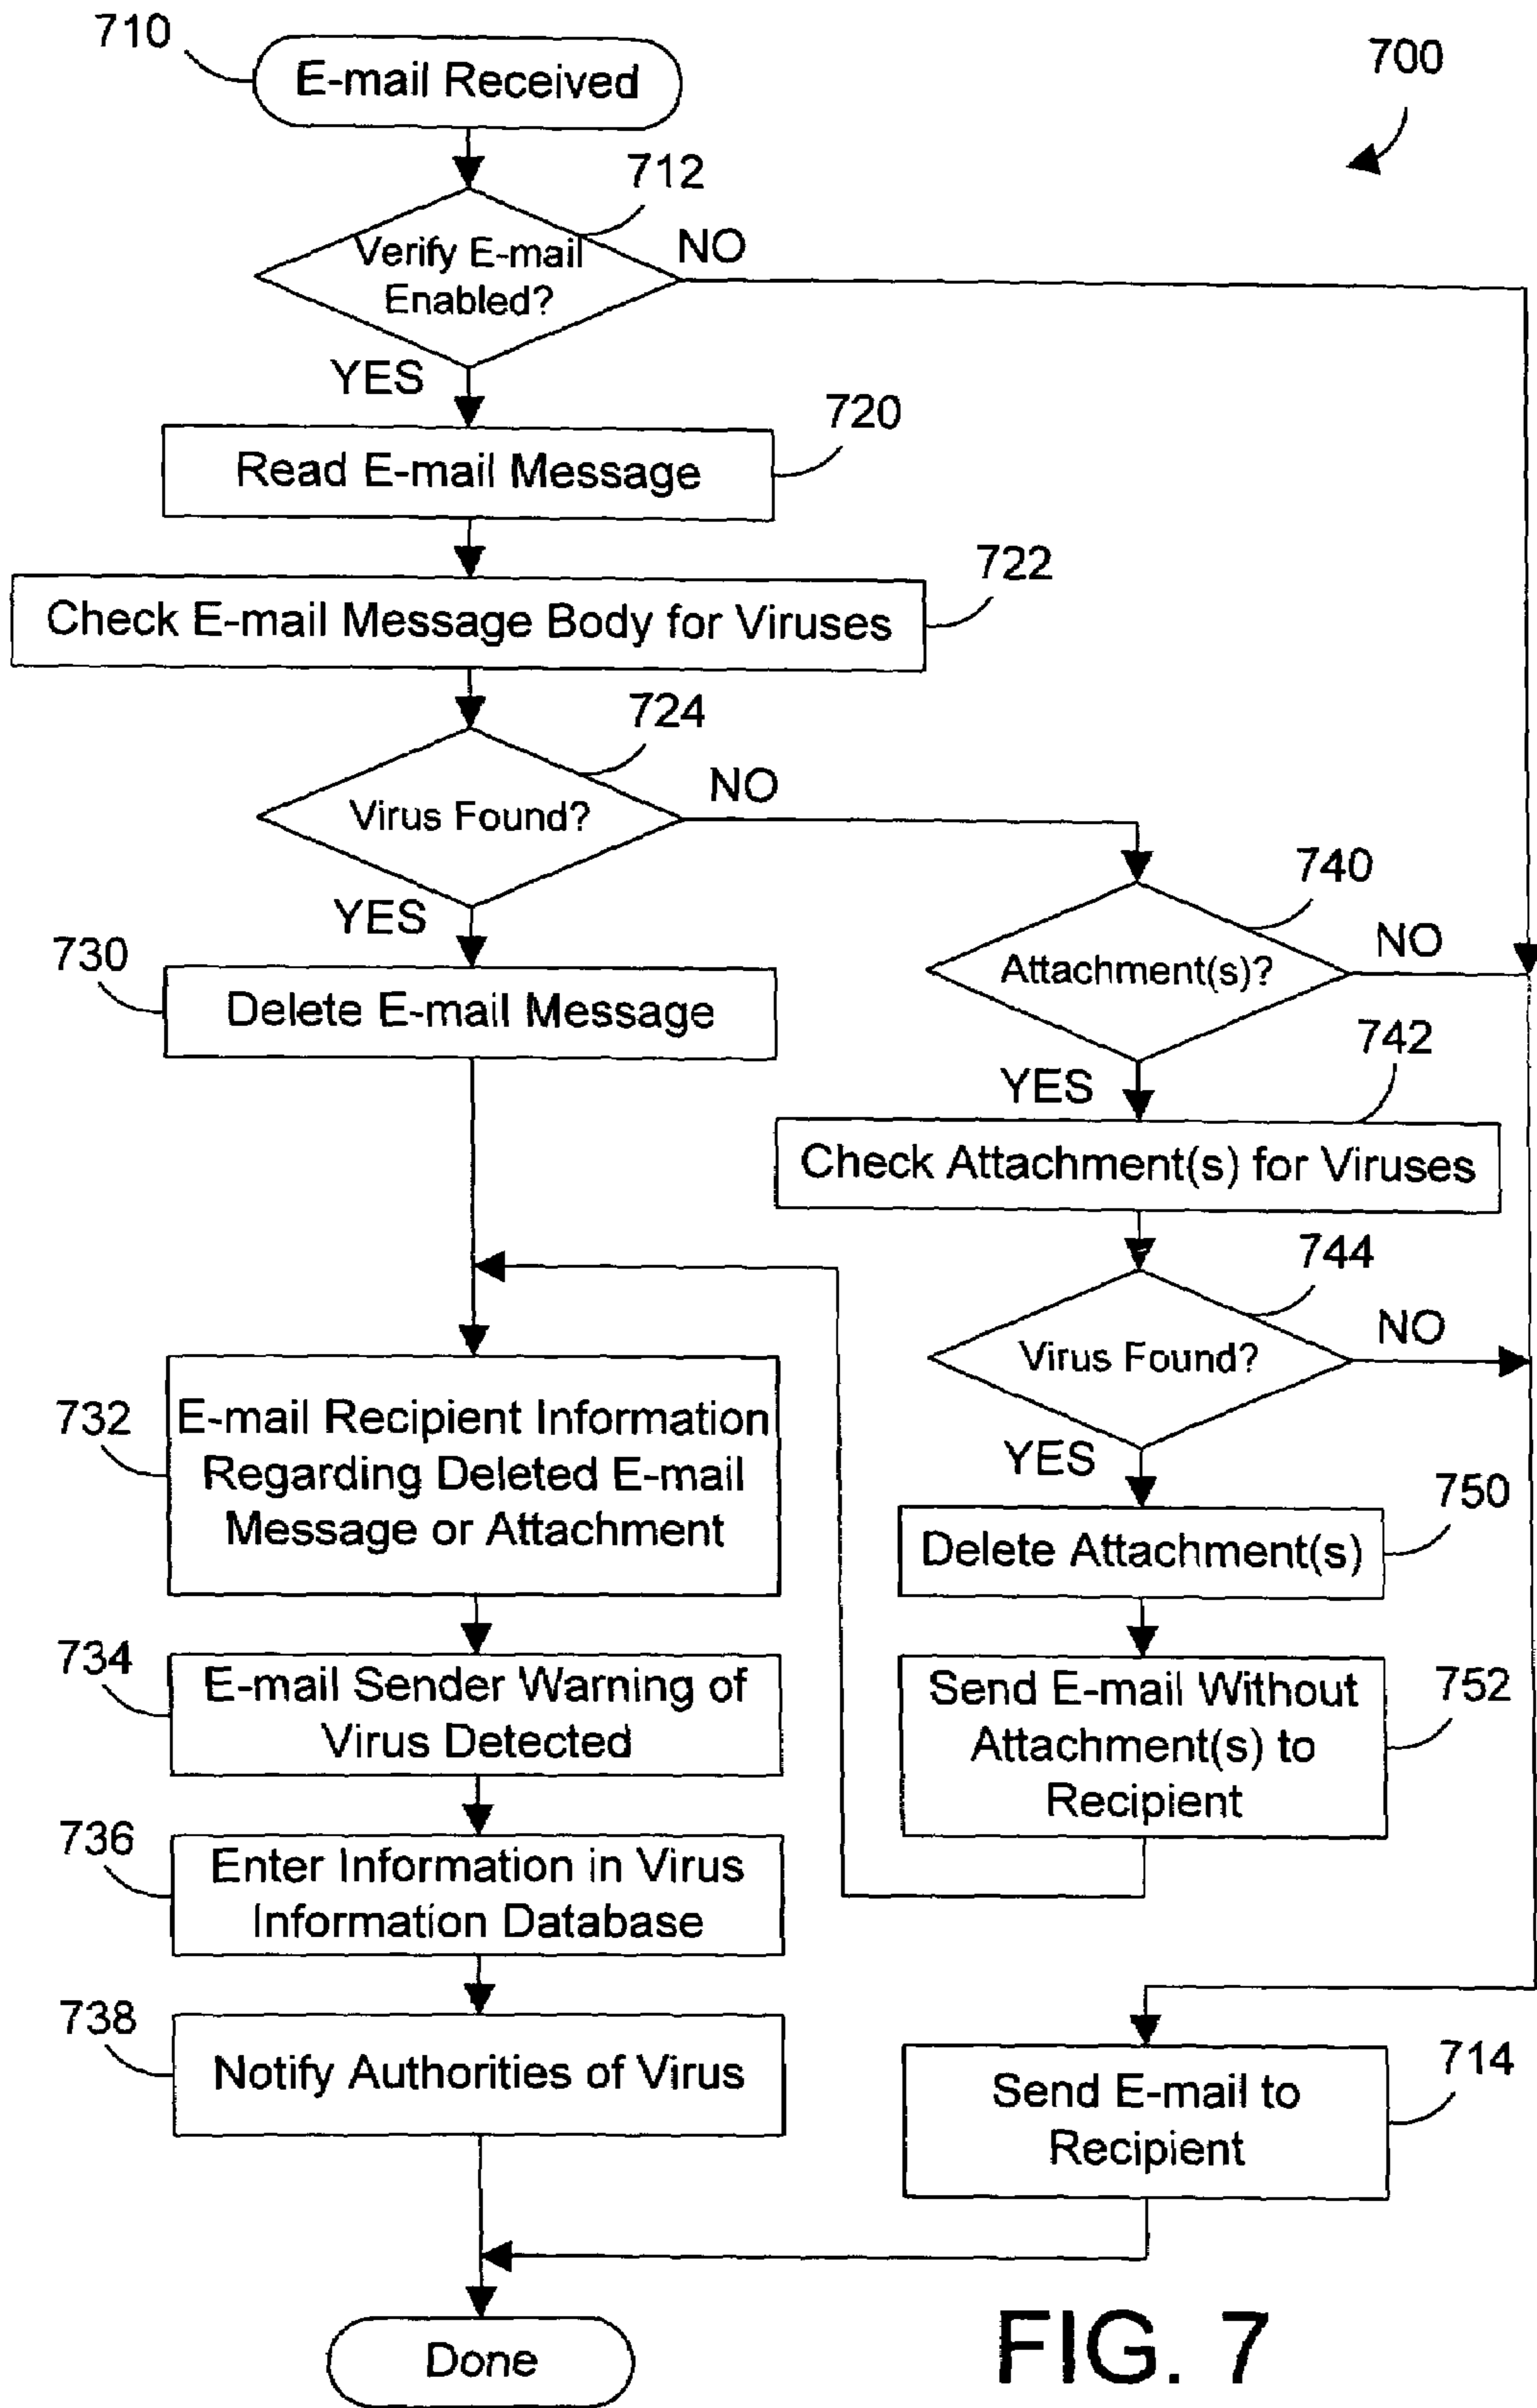 710
E-mail Received
700
712
Verify E-mail
Enabled?
NO
YES
720
Read E-mail Message
722
Check E-mail Message Body for Viruses
724
Virus Found?
NO
YES
740
Attachment(s)?
NO
730
Delete E-mail Message
742
YES
Check Attachment(s) for Viruses
744
Virus Found?
NO
YES
732
E-mail Recipient Information
Regarding Deleted E-mail
Message or Attachment
750
Delete Attachment(s)
734
E-mail Sender Warning of
Virus Detected
752
Send E-mail Without
Attachment(s) to
Recipient
736
Enter Information in Virus
Information Database
738
Notify Authorities of Virus
714
Send E-mail to
Recipient
Done
FIG. 7